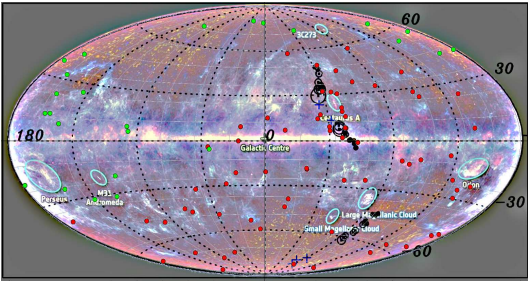 60
3C273
30
Centaurus A
180
0
Galactic Centre
Perseus
M31
Andromeda
Orion
Large Magellanic Cloud
-30
Small Magellanic Cloud
-60